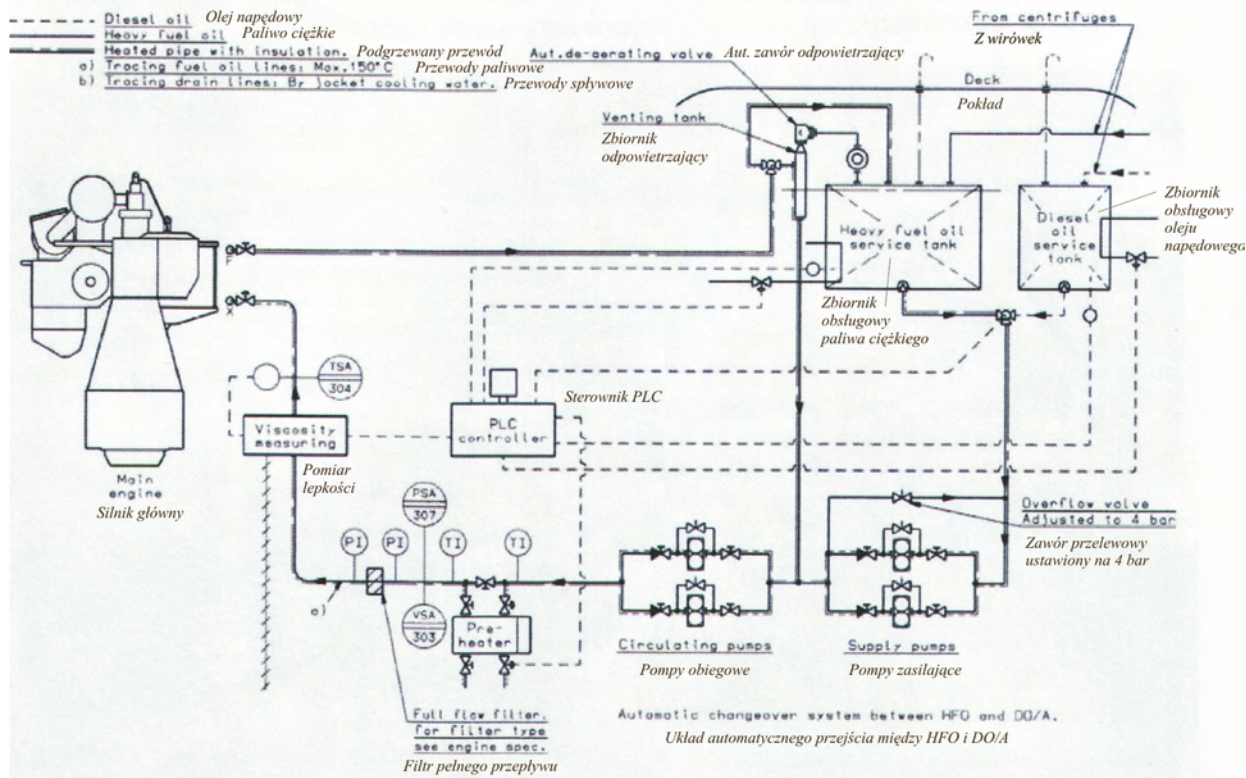 Diesel oil Olej napędowy
Heavy fuel oil Paliwo ciężkie
Heated pipe with insulation. Podgrzewany przewód
a) Tracing fuel oil lines: Max.150°C Przewody paliwowe
b) Tracing drain lines: By jacket cooling water. Przewody spływowe
From centrifuges
Z wirówek
Aut.de-aerating valve Aut. zawór odpowietrzający
Deck
Pokład
Venting tank
Zbiornik
odpowietrzający
Heavy fuel oil
service tank
Zbiornik
obsługowy
paliwa ciężkiego
Diesel
oil
service
tank
Zbiornik
obsługowy
oleju
napędowego
F
X
Main
engine
Silnik główny
TSA
304
Viscosity
measuring
Pomiar
lepkości
PLC
controller
Sterownik PLC
PSA
307
PI
PI
TI
TI
VSA
303
a)
Pre-
heater
Overflow valve
Adjusted to 4 bar
Zawór przelewowy
ustawiony na 4 bar
Circulating pumps
Pompy obiegowe
Supply pumps
Pompy zasilające
Full flow filter.
for filter type
see engine spec.
Filtr pełnego przepływu
Automatic changeover system between HFO and DO/A.
Układ automatycznego przejścia między HFO i DO/A